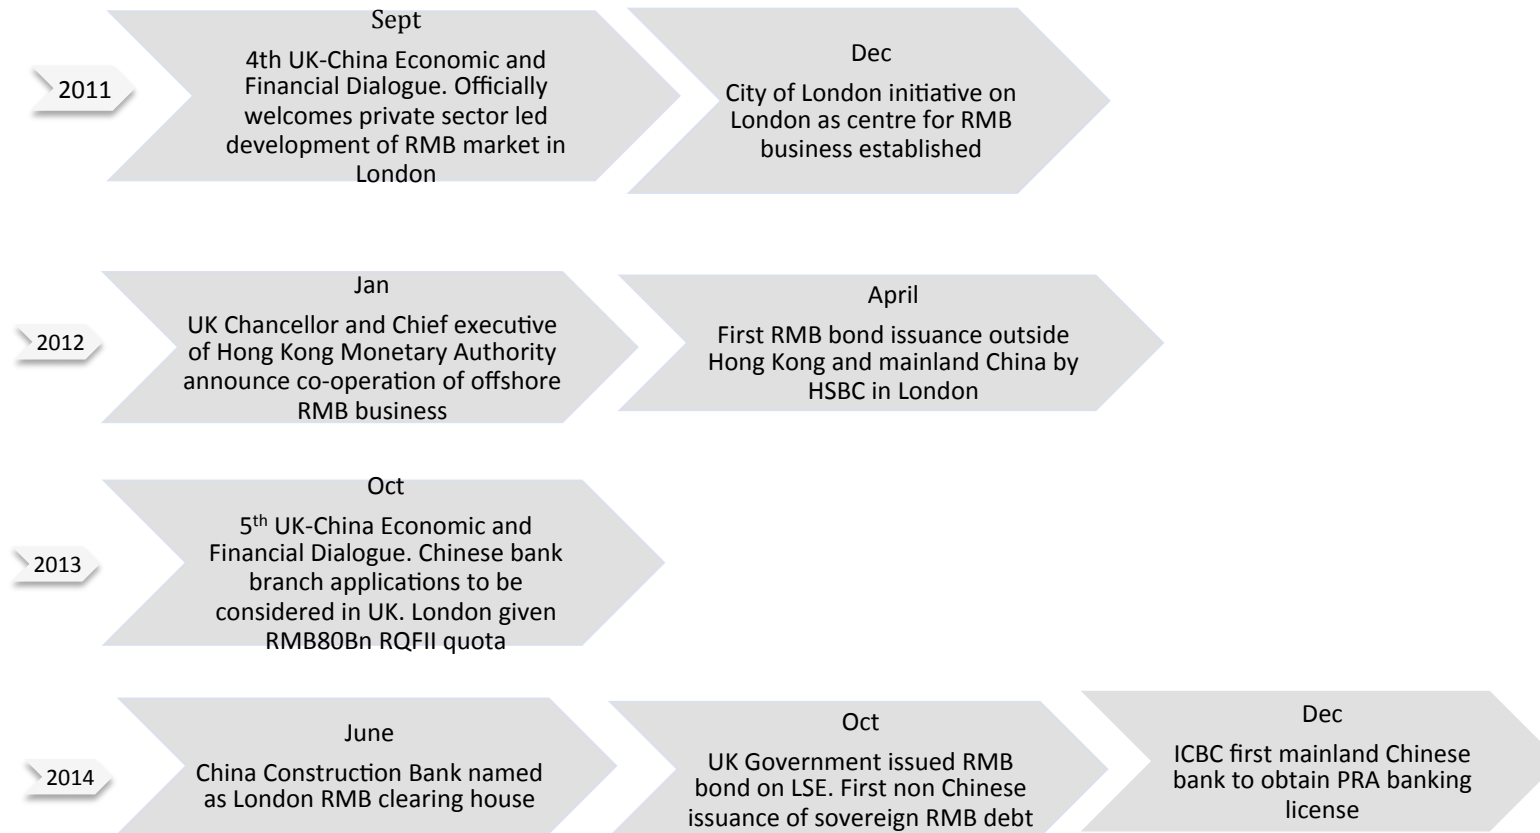 2011
Sept
4th UK-China Economic and
Financial Dialogue. Officially
welcomes private sector led
development of RMB market in
London
Dec
City of London initiative on
London as centre for RMB
business established
2012
Jan
UK Chancellor and Chief executive
of Hong Kong Monetary Authority
announce co-operation of offshore
RMB business
April
First RMB bond issuance outside
Hong Kong and mainland China by
HSBC in London
2013
Oct
5th UK-China Economic and
Financial Dialogue. Chinese bank
branch applications to be
considered in UK. London given
RMB80Bn RQFII quota
2014
June
China Construction Bank named
as London RMB clearing house
Oct
UK Government issued RMB
bond on LSE. First non Chinese
issuance of sovereign RMB debt
Dec
ICBC first mainland Chinese
bank to obtain PRA banking
license